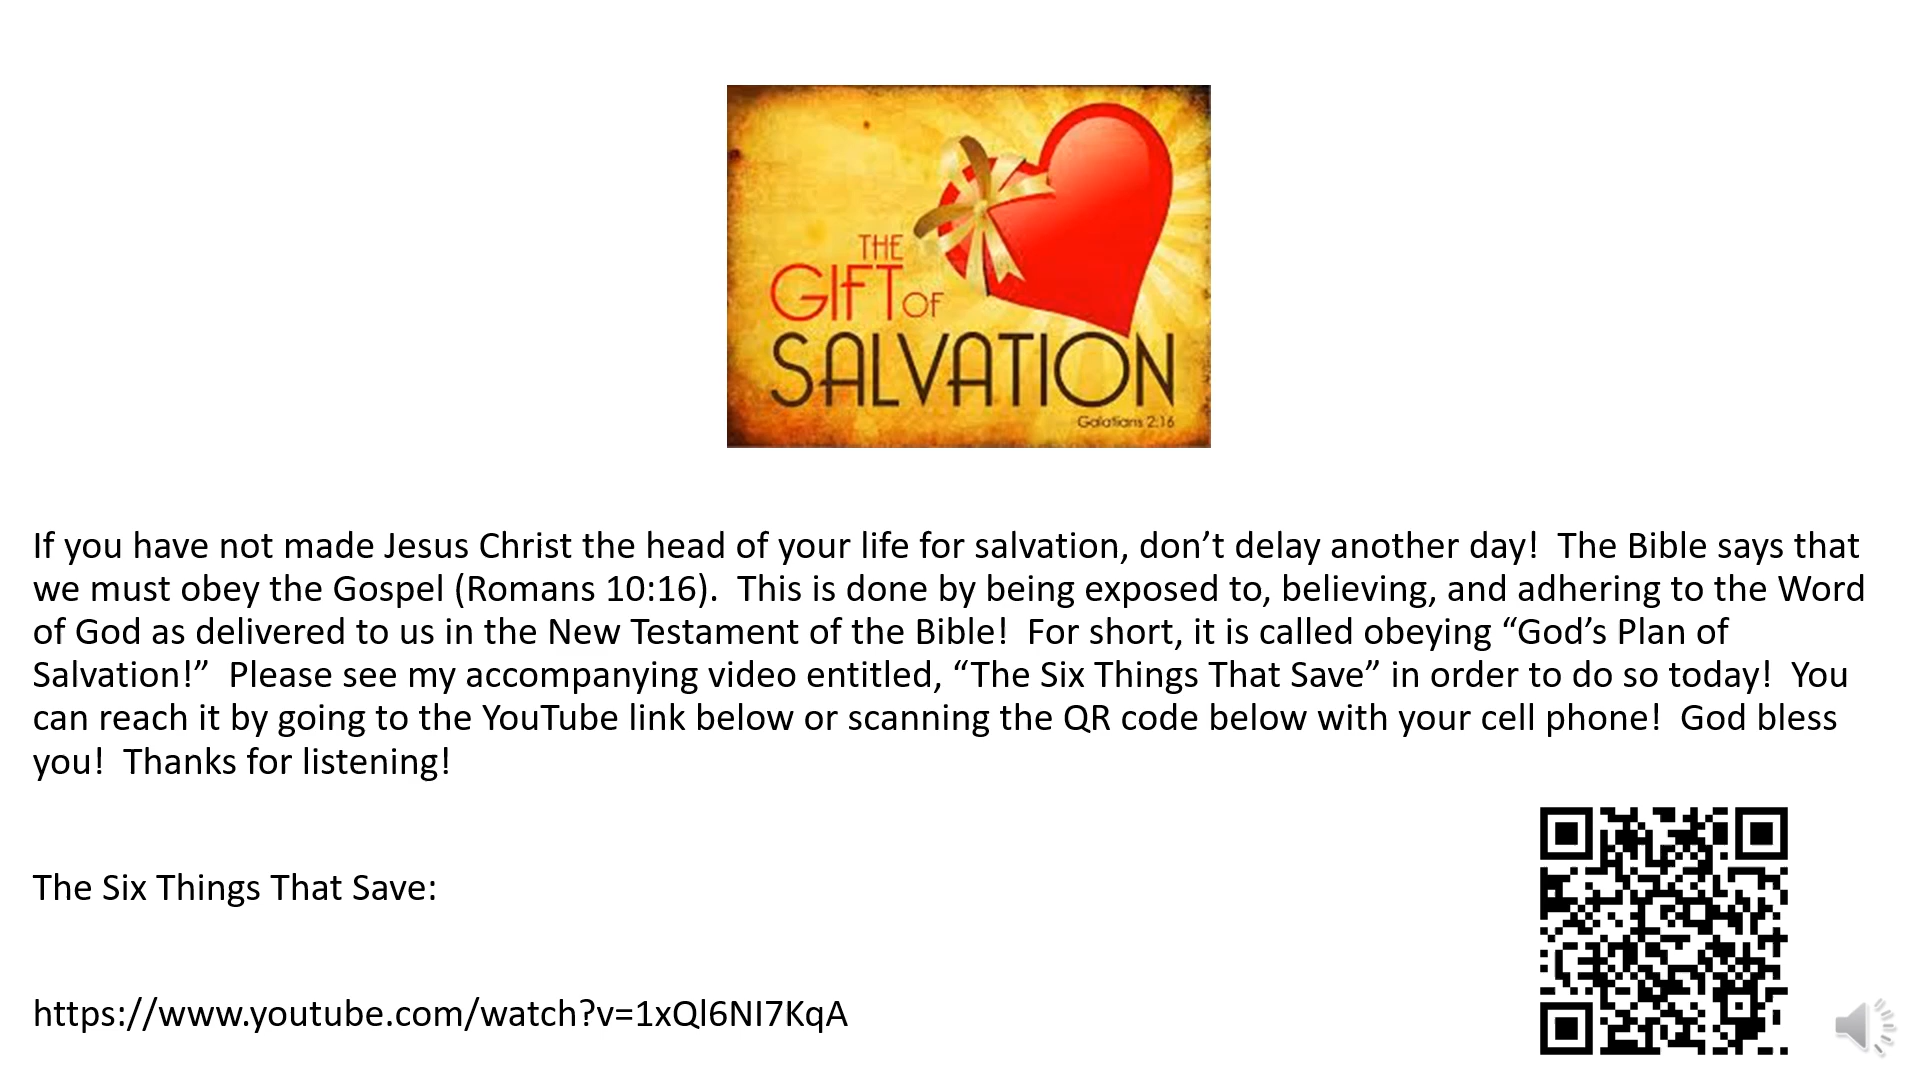 THE
GIFT OF
SALVATION
Galatians 2:16
If you have not made Jesus Christ the head of your life for salvation, don’t delay another day!  The Bible says that
we must obey the Gospel (Romans 10:16).  This is done by being exposed to, believing, and adhering to the Word
of God as delivered to us in the New Testament of the Bible!  For short, it is called obeying “God’s Plan of
Salvation!”  Please see my accompanying video entitled, “The Six Things That Save” in order to do so today!  You
can reach it by going to the YouTube link below or scanning the QR code below with your cell phone!  God bless
you!  Thanks for listening!
The Six Things That Save:
https://www.youtube.com/watch?v=1xQl6NI7KqA